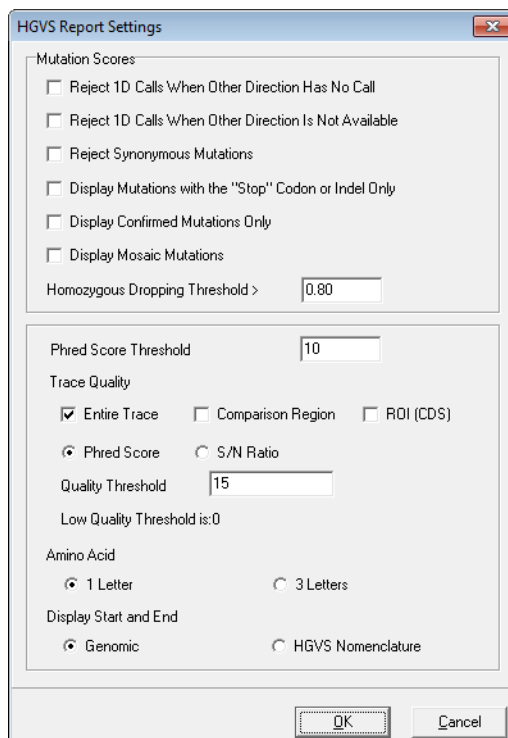 HGVS Report Settings
Mutation Scores
Reject 1D Calls When Other Direction Has No Call
Reject 1D Calls When Other Direction Is Not Available
Reject Synonymous Mutations
Display Mutations with the "Stop" Codon or Indel Only
Display Confirmed Mutations Only
Display Mosaic Mutations
Homozygous Dropping Threshold > 0.80
Phred Score Threshold 10
Trace Quality
Entire Trace Comparison Region ROI (CDS)
Phred Score S/N Ratio
Quality Threshold 15
Low Quality Threshold is:0
Amino Acid
1 Letter 3 Letters
Display Start and End
Genomic HGVS Nomenclature
OK Cancel